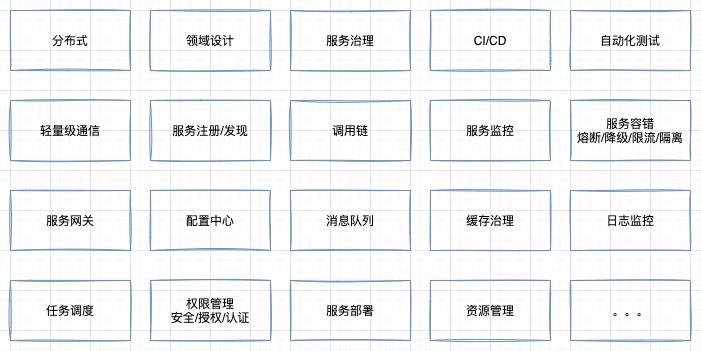 分布式
领域设计
服务治理
CI/CD
自动化测试
轻量级通信
服务注册/发现
调用链
服务监控
服务容错
熔断/降级/限流/隔离
服务网关
配置中心
消息队列
缓存治理
日志监控
任务调度
权限管理
安全/授权/认证
服务部署
资源管理
。。。